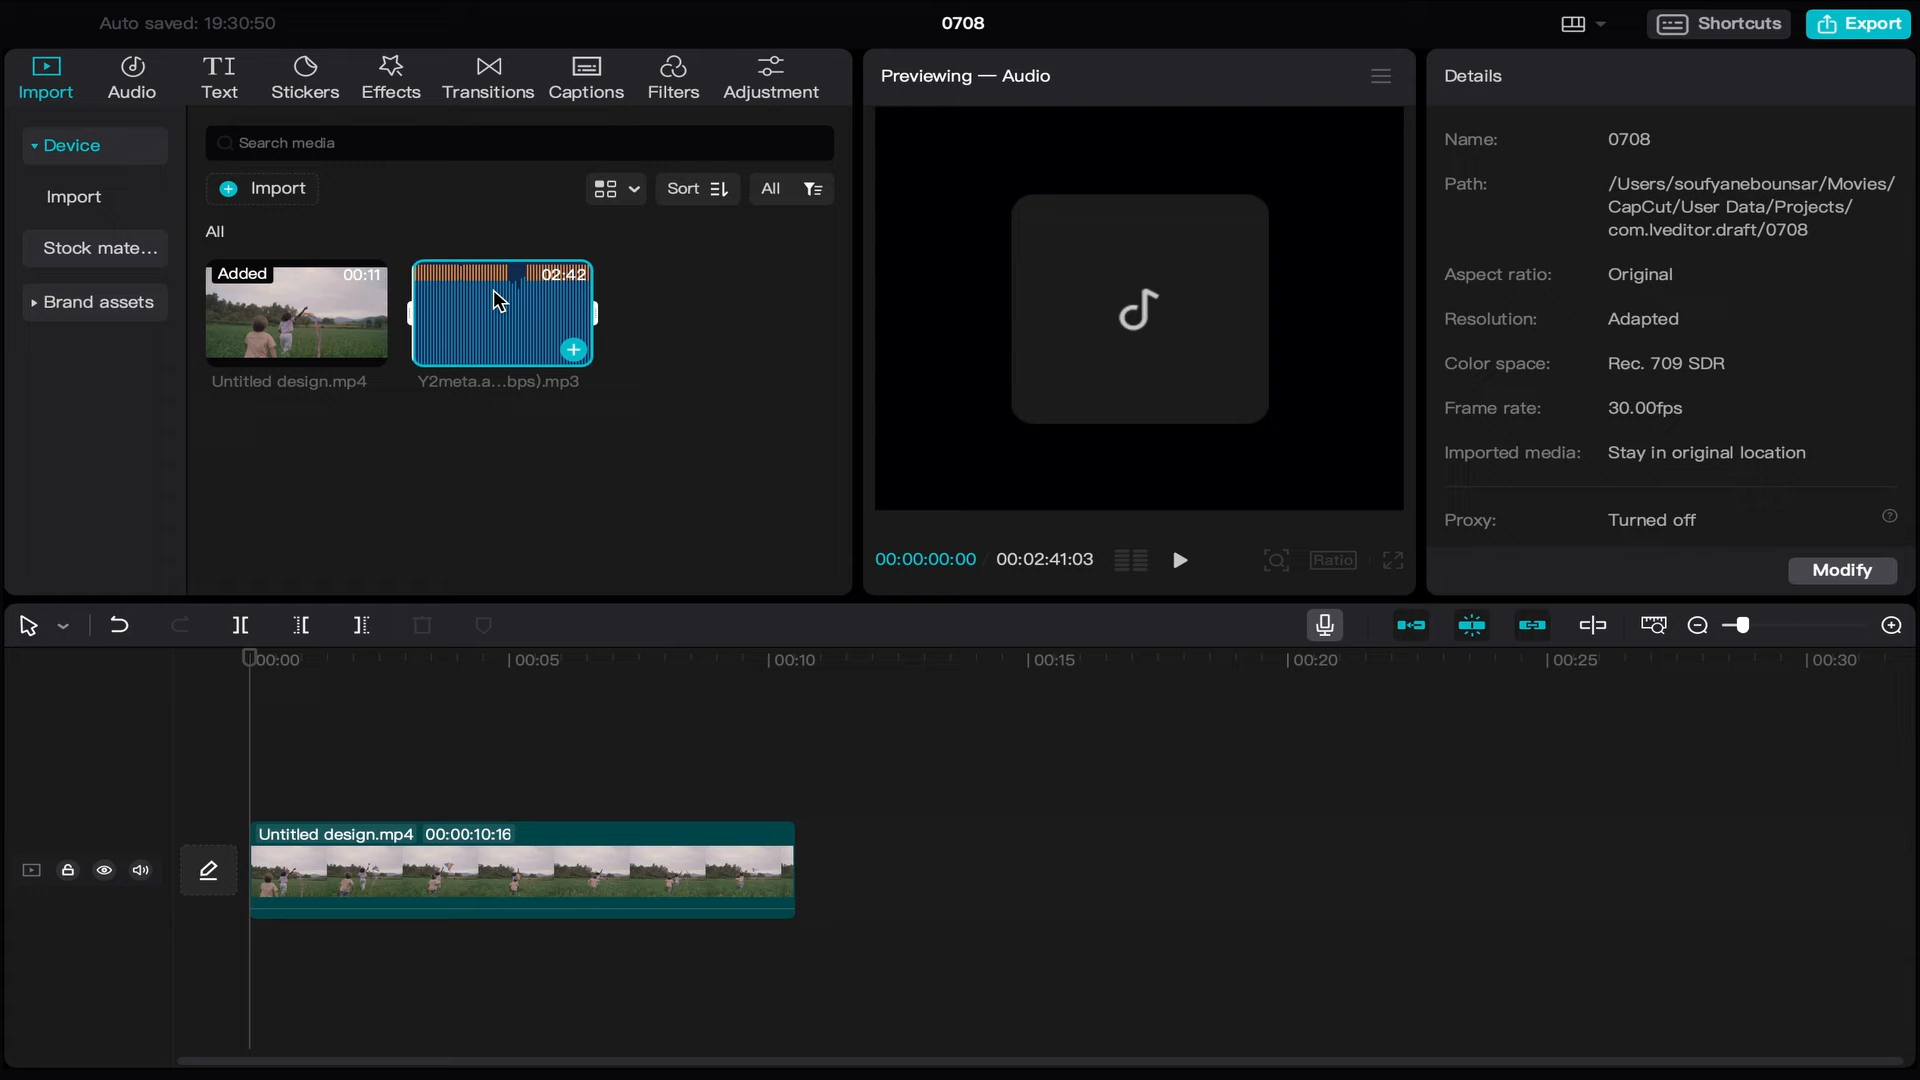 Auto saved: 19:30:50
0708
Shortcuts
Export
Import
Audio
TI
Text
Stickers
Effects
Transitions
Captions
Filters
Adjustment
Device
Import
Stock mate...
Brand assets
Search media
Import
Sort
All
All
Added
00:11
Untitled design.mp4
02:42
Y2meta.a...bps).mp3
Previewing — Audio
00:00:00:00 / 00:02:41:03
Ratio
Details
Name: 0708
Path: /Users/soufyanebounsar/Movies/
CapCut/User Data/Projects/
com.lveditor.draft/0708
Aspect ratio: Original
Resolution: Adapted
Color space: Rec. 709 SDR
Frame rate: 30.00fps
Imported media: Stay in original location
Proxy: Turned off
Modify
00:00
00:05
00:10
00:15
00:20
00:25
00:30
Untitled design.mp4 00:00:10:16